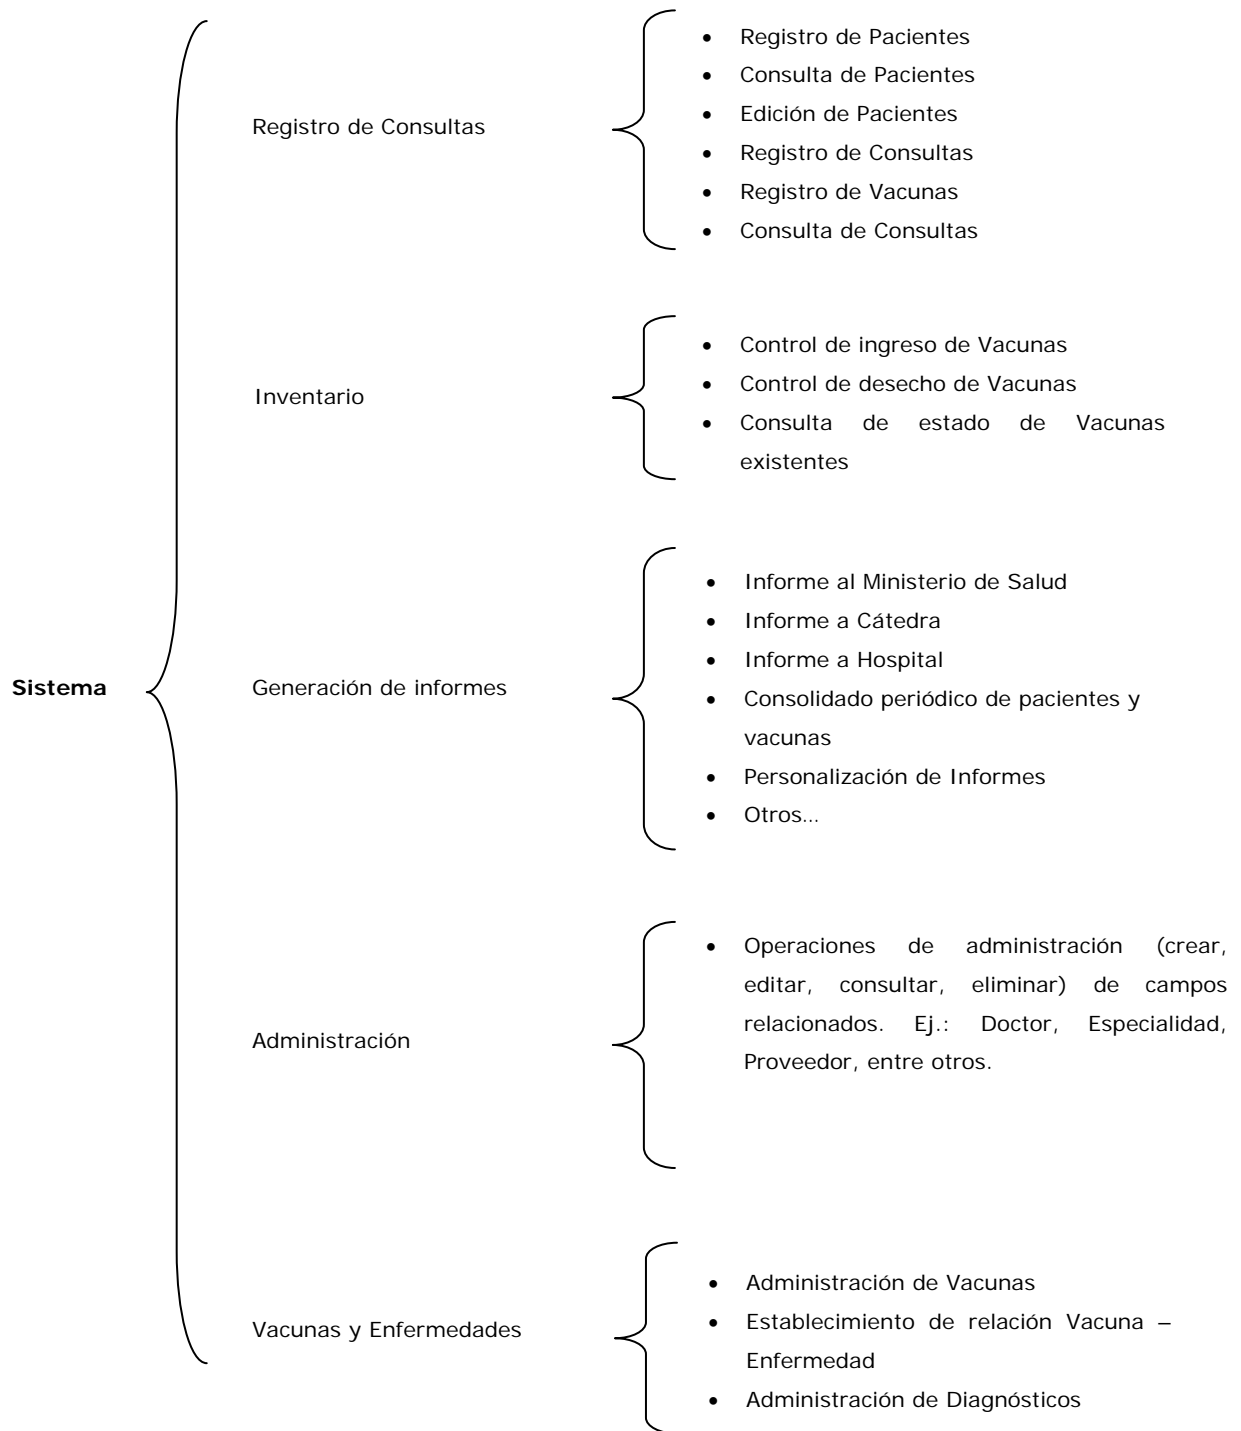 Registro de Consultas
• Registro de Pacientes
• Consulta de Pacientes
• Edición de Pacientes
• Registro de Consultas
• Registro de Vacunas
• Consulta de Consultas
Inventario
• Control de ingreso de Vacunas
• Control de desecho de Vacunas
• Consulta de estado de Vacunas
existentes
Sistema
Generación de informes
• Informe al Ministerio de Salud
• Informe a Cátedra
• Informe a Hospital
• Consolidado periódico de pacientes y
vacunas
• Personalización de Informes
• Otros...
Administración
• Operaciones de administración (crear,
editar, consultar, eliminar) de campos
relacionados. Ej.: Doctor, Especialidad,
Proveedor, entre otros.
Vacunas y Enfermedades
• Administración de Vacunas
• Establecimiento de relación Vacuna –
Enfermedad
• Administración de Diagnósticos